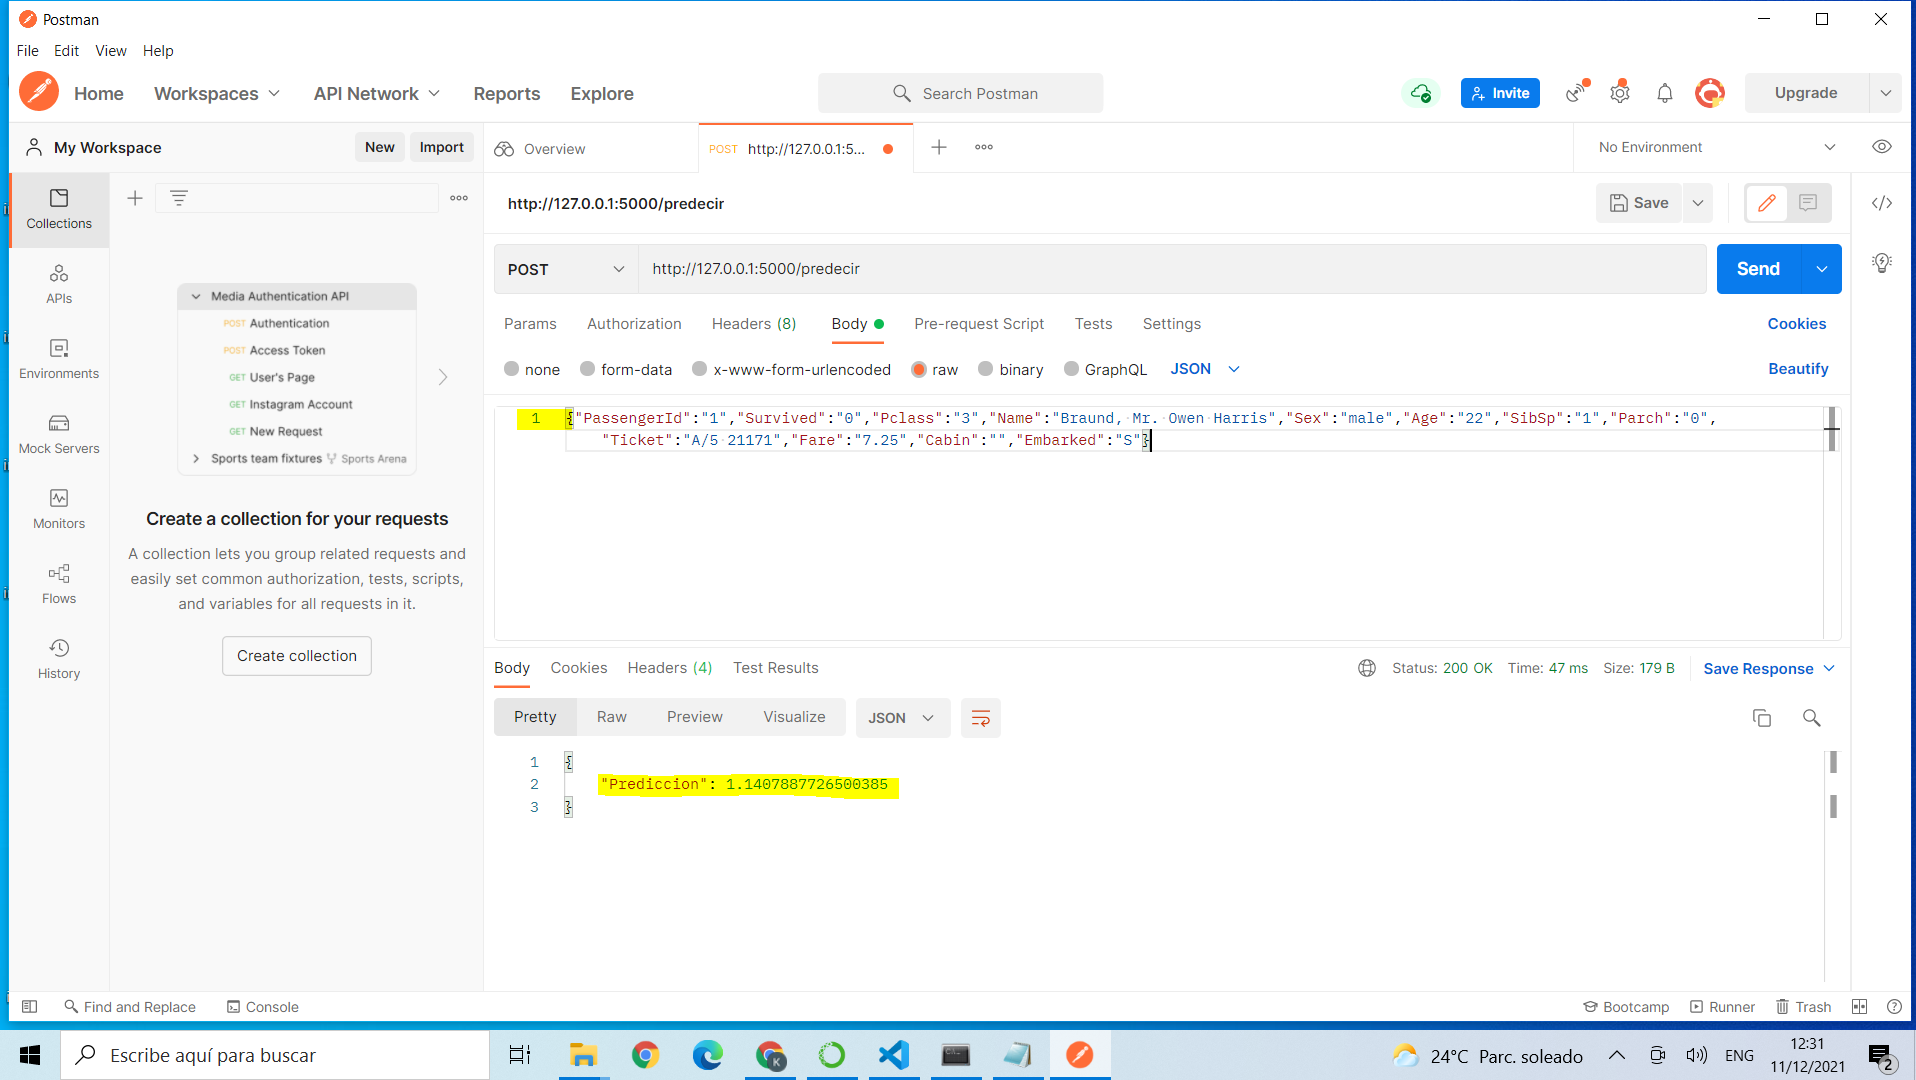 Postman
File Edit View Help
Home Workspaces API Network Reports Explore Search Postman Invite Upgrade
My Workspace New Import Overview POST http://127.0.0.1:5... No Environment
Collections
APIs
Environments
Mock Servers
Monitors
Flows
History
Media Authentication API
POST Authentication
POST Access Token
GET User's Page
GET Instagram Account
GET New Request
Sports team fixtures Sports Arena
Create a collection for your requests
A collection lets you group related requests and
easily set common authorization, tests, scripts,
and variables for all requests in it.
Create collection
http://127.0.0.1:5000/predecir Save
POST http://127.0.0.1:5000/predecir Send
Params Authorization Headers (8) Body Pre-request Script Tests Settings Cookies
none form-data x-www-form-urlencoded raw binary GraphQL JSON Beautify
1 {"PassengerId":"1","Survived":"0","Pclass":"3","Name":"Braund, Mr. Owen Harris","Sex":"male","Age":"22","SibSp":"1","Parch":"0",
"Ticket":"A/5 21171","Fare":"7.25","Cabin":"","Embarked":"S"}
Body Cookies Headers (4) Test Results Status: 200 OK Time: 47 ms Size: 179 B Save Response
Pretty Raw Preview Visualize JSON
1 {
2 "Prediccion": 1.1407887726500385
3 }
Find and Replace Console Bootcamp Runner Trash
Escribe aquí para buscar 24°C Parc. soleado ENG 12:31
11/12/2021 2